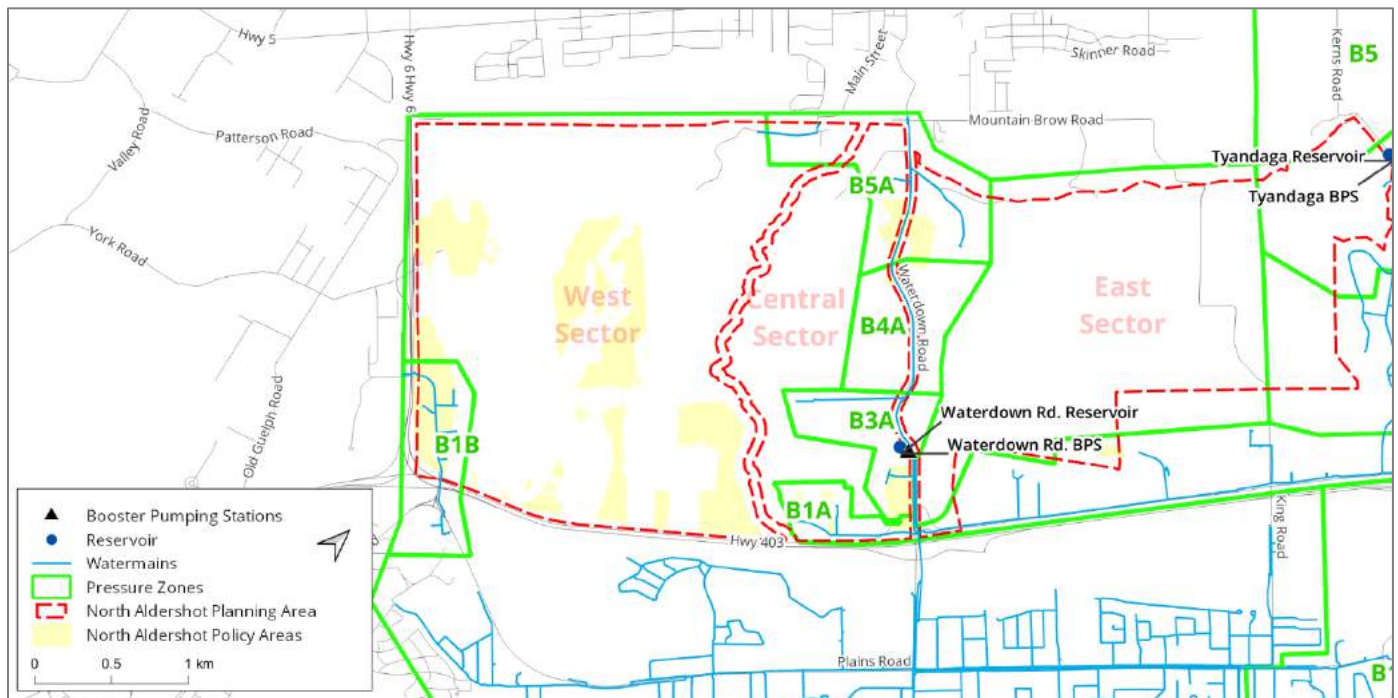 Hwy 5
Hwy 6 Hwy 6
Main Street
Skinner Road
Kerns Road
B5
Valley Road
Patterson Road
Mountain Brow Road
Tyandaga Reservoir
Tyandaga BPS
B5A
York Road
West
Sector
Central
Sector
Waterdown Road
East
Sector
B4A
Old Guelph Road
B1B
B3A
Waterdown Rd. Reservoir
Waterdown Rd. BPS
B1A
Hwy 403
King Road
Booster Pumping Stations
Reservoir
Watermains
Pressure Zones
North Aldershot Planning Area
North Aldershot Policy Areas
0 0.5 1 km
Plains Road